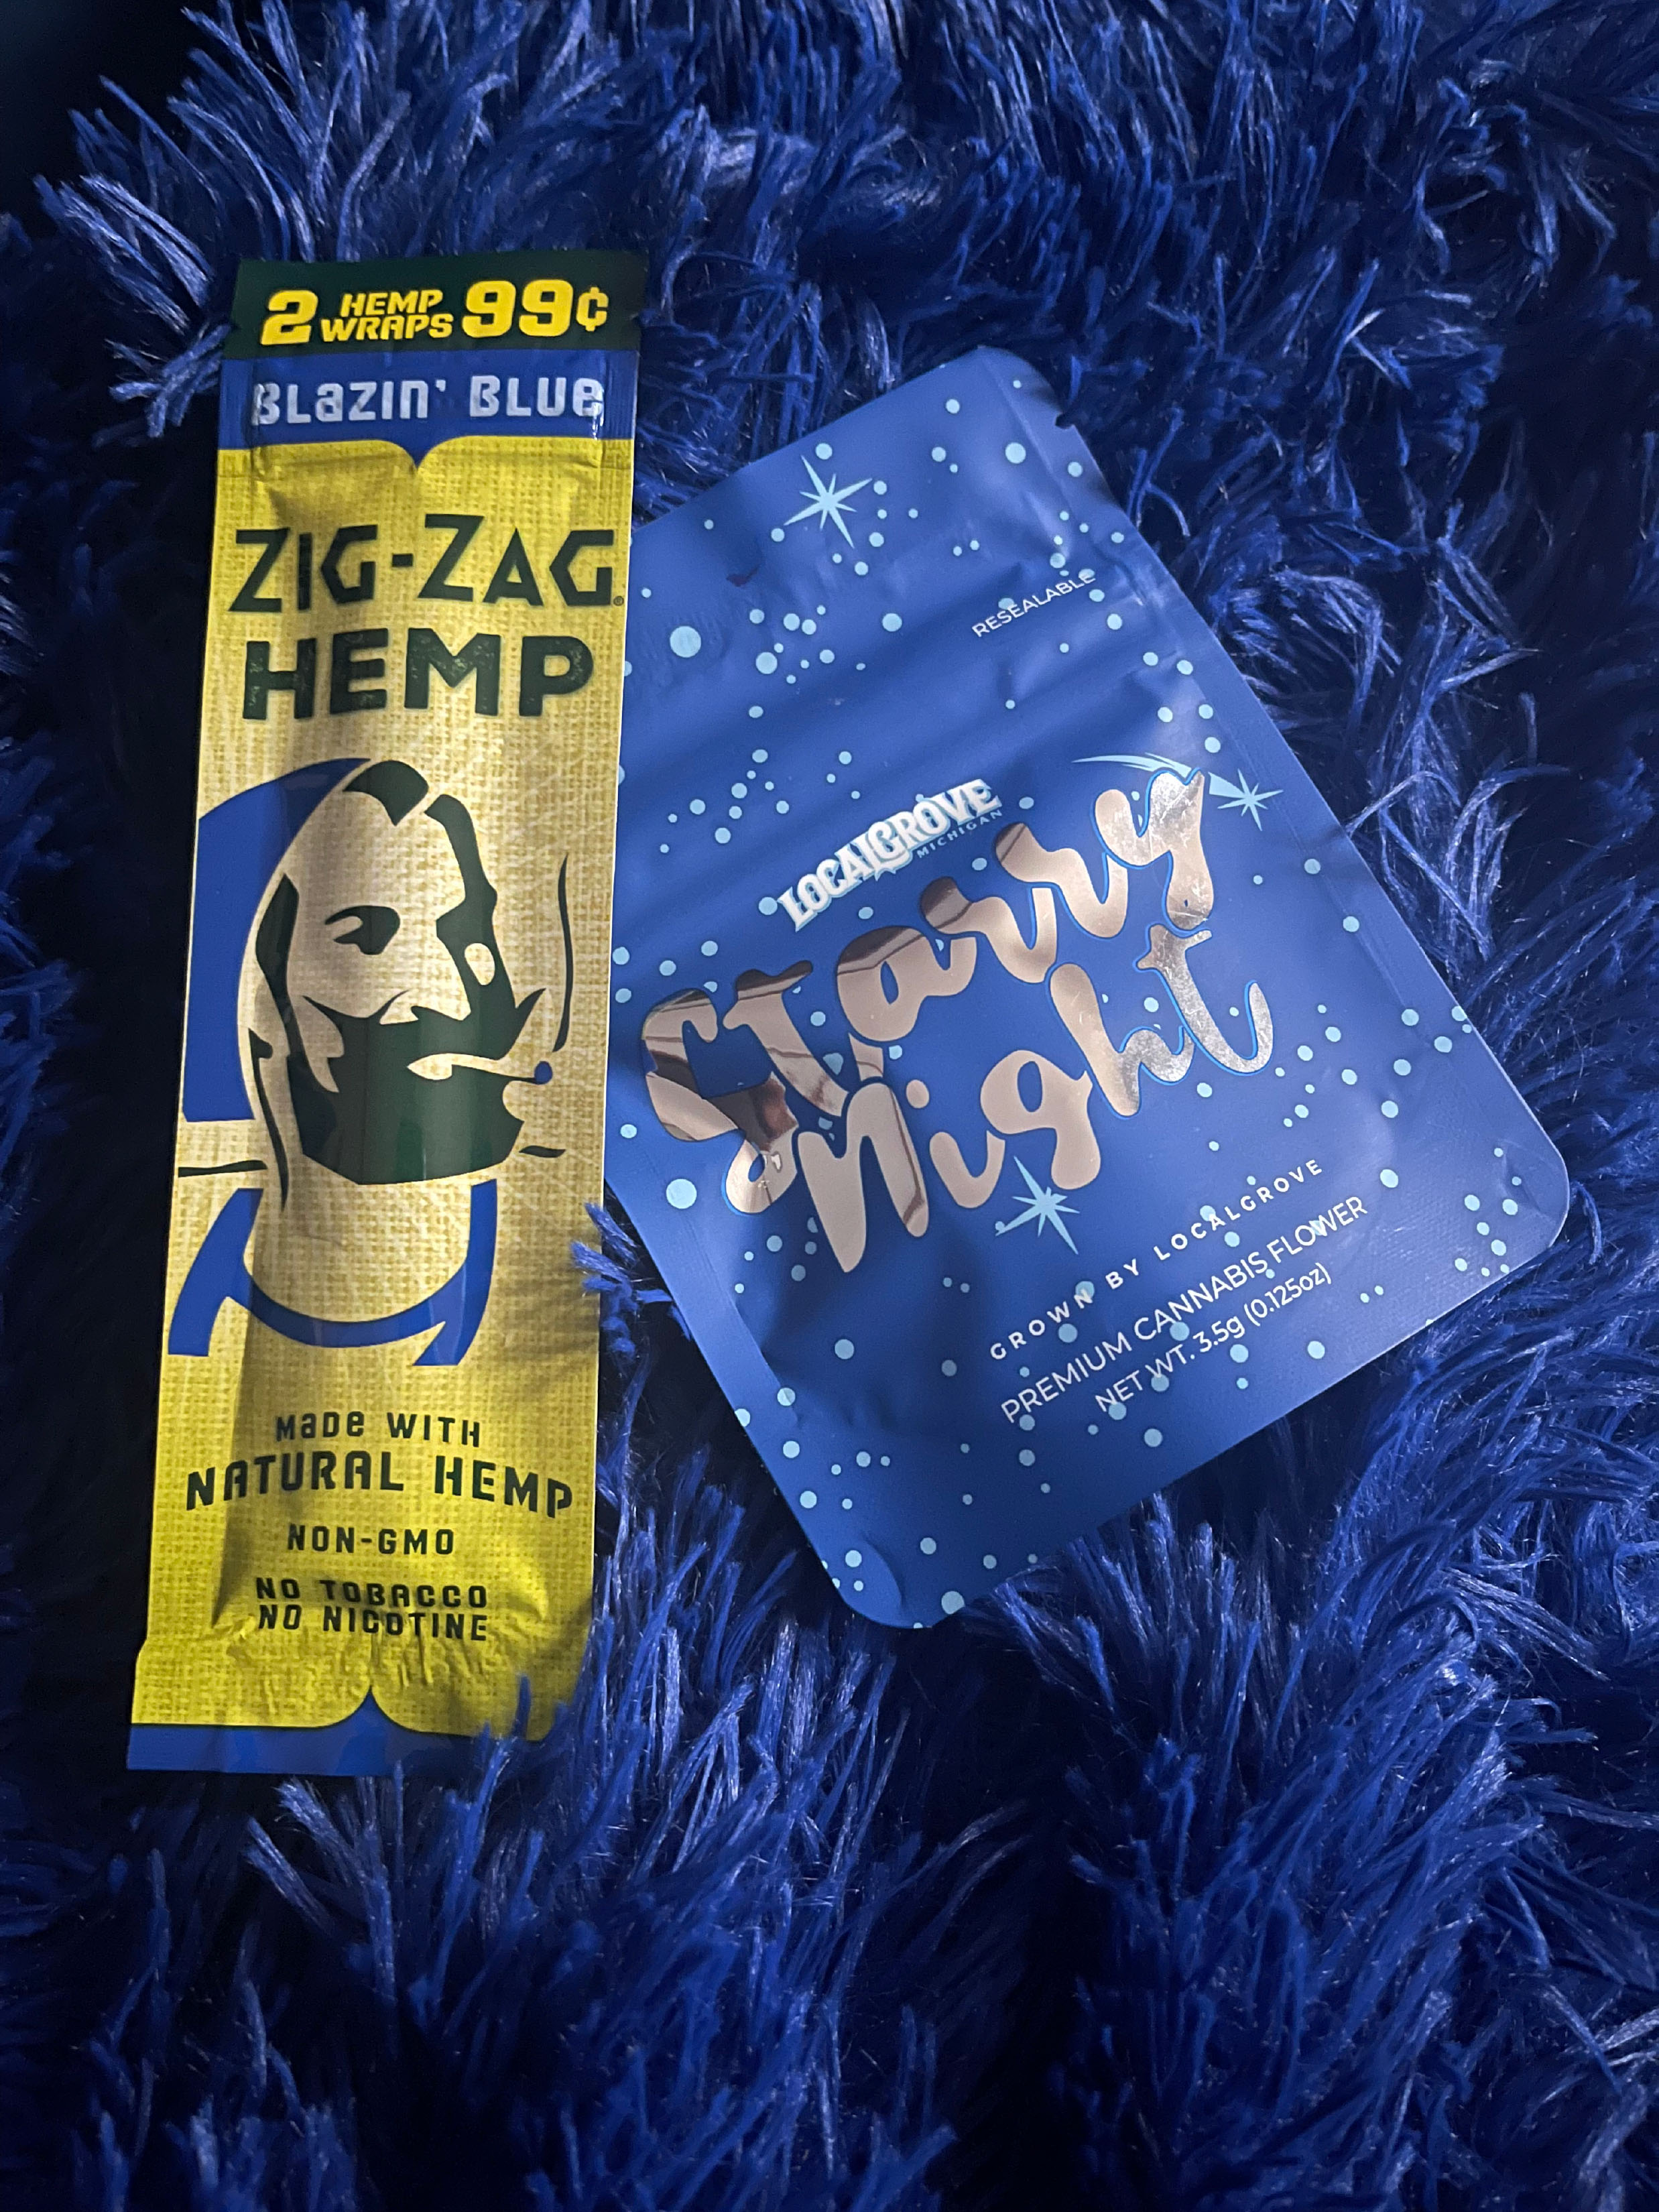 2 HEMP WRAPS 99¢
BLazin' BLUe
ZIG-ZAG®
HEMP
MaDe WITH
NATURAL HEMP
NON-GMO
NO TOBACCO
NO NICOTINE
RESEALABLE
LOCALGROVE
MICHIGAN
Starry
Night
GROWN BY LOCALGROVE
PREMIUM CANNABIS FLOWER
NET WT. 3.5g (0.125oz)